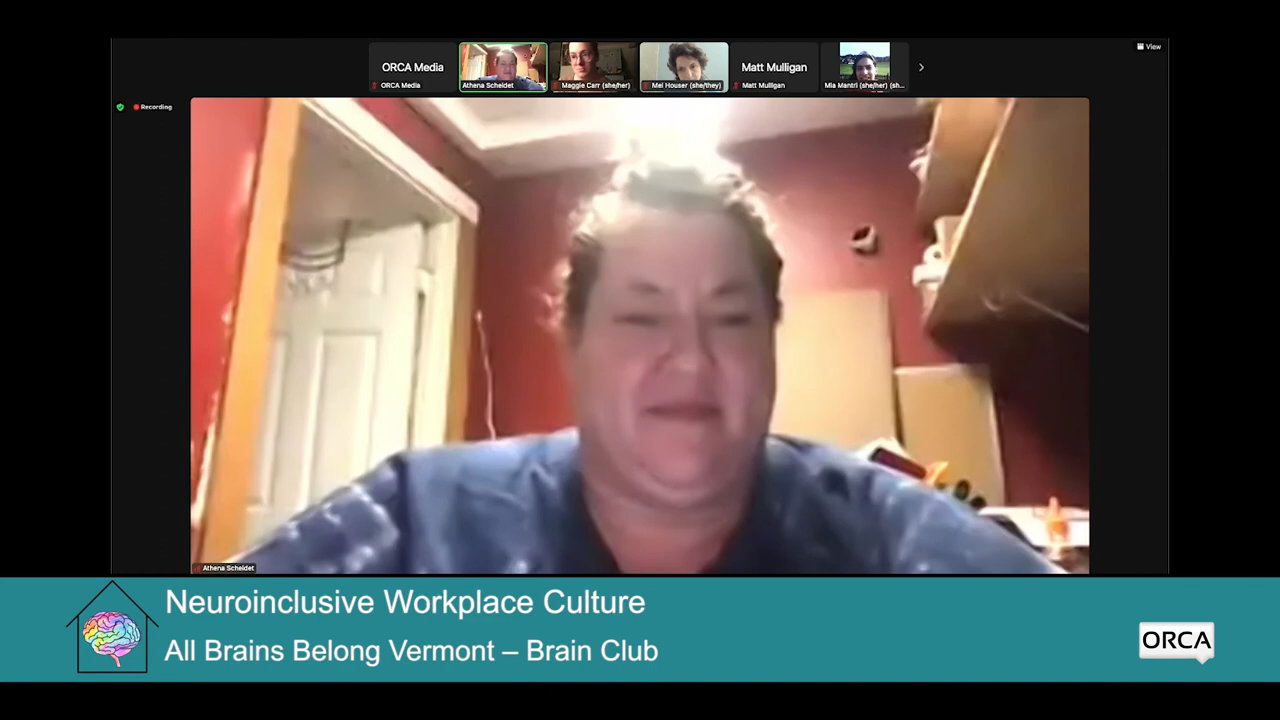 View
ORCA Media
ORCA Media
Athena Scheidet
Maggie Carr (she/her)
Mel Houser (she/they)
Matt Mulligan
Matt Mulligan
Mia Mantri (she/her) (sh...
Recording
Athena Scheidet
Neuroinclusive Workplace Culture
All Brains Belong Vermont – Brain Club
ORCA